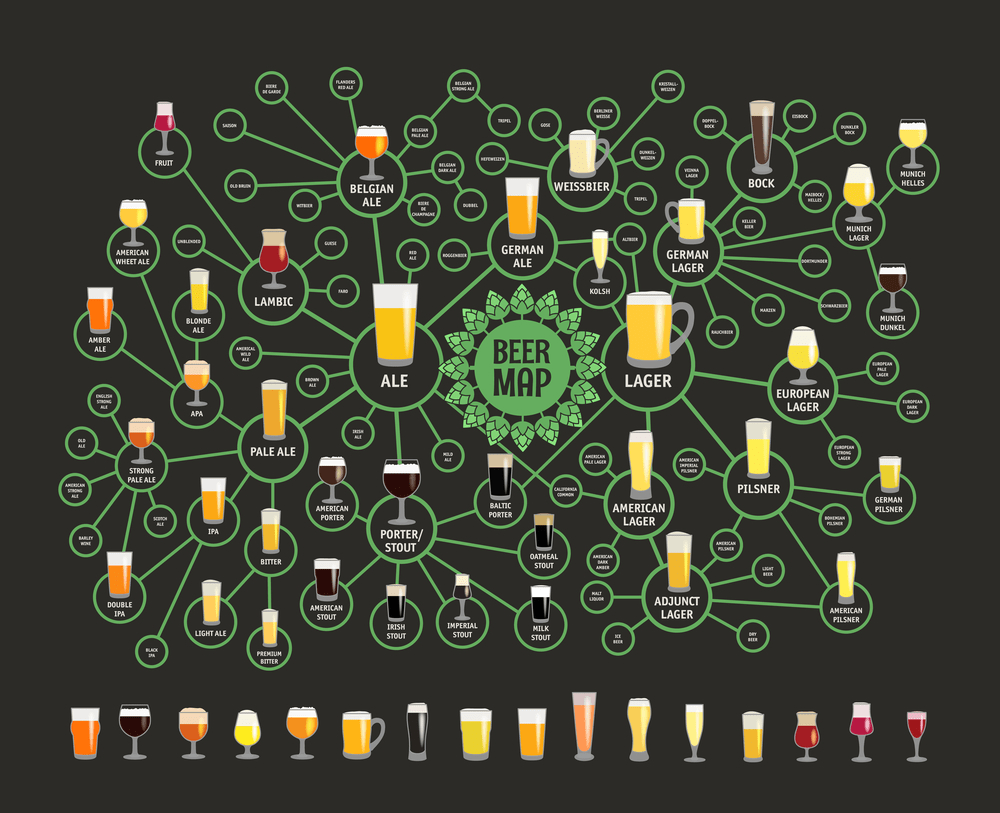 BIERE
DE GARDE
FLANDERS
RED ALE
BELGIAN
STRONG ALE
KRISTALL-
WEIZEN
SAISON
BELGIAN
PALE ALE
TRIPEL
GOSE
BERLINER
WEISSE
DOPPEL-
BOCK
EISBOCK
DUNKLER
BOCK
FRUIT
HEFEWEIZEN
DUNKEL-
WEIZEN
VIENNA
LAGER
BOCK
MUNICH
HELLES
OLD BRUIN
BELGIAN
ALE
BELGIAN
DARK ALE
WEISSBIER
WITBIER
BIERE
DE
CHAMPAGNE
DUBBEL
TRIPEL
MAIBOCK/
HELLES
AMERICAN
WHEAT ALE
UNBLENDED
GUEISE
RED
ALE
ROGGENBIER
GERMAN
ALE
ALTBIER
KELLER
BIER
MUNICH
LAGER
GERMAN
LAGER
DORTMUNDER
LAMBIC
FARO
KOLSH
MARZEN
SCHWARZBIER
MUNICH
DUNKEL
BLONDE
ALE
RAUCHBIER
AMBER
ALE
AMERICAL
WILD
ALE
BEER
MAP
ALE
LAGER
BROWN
ALE
EUROPEAN
PALE
LAGER
EUROPEAN
LAGER
EUROPEAN
DARK
LAGER
APA
ENGLISH
STRONG
ALE
OLD
ALE
PALE ALE
IRISH
ALE
MILD
ALE
EUROPEAN
STRONG
LAGER
AMERICAN
PALE LAGER
AMERICAN
IMPERIAL
PILSNER
STRONG
PALE ALE
AMERICAN
STRONG
ALE
CALIFORNIA
COMMON
PILSNER
GERMAN
PILSNER
AMERICAN
PORTER
BALTIC
PORTER
AMERICAN
LAGER
SCOTCH
ALE
IPA
BOHEMIAN
PILSNER
BARLEY
WINE
PORTER/
STOUT
AMERICAN
PILSNER
BITTER
OATMEAL
STOUT
AMERICAN
DARK
AMBER
LIGHT
BEER
MALT
LIQUOR
DOUBLE
IPA
AMERICAN
STOUT
ADJUNCT
LAGER
AMERICAN
PILSNER
LIGHT ALE
IRISH
STOUT
IMPERIAL
STOUT
MILK
STOUT
ICE
BEER
DRY
BEER
BLACK
IPA
PREMIUM
BITTER